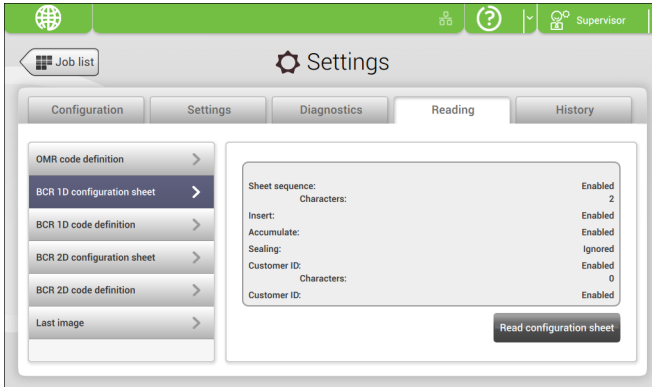 Supervisor
Job list
Settings
Configuration
Settings
Diagnostics
Reading
History
OMR code definition
BCR 1D configuration sheet
BCR 1D code definition
BCR 2D configuration sheet
BCR 2D code definition
Last image
Sheet sequence: Enabled
Characters: 2
Insert: Enabled
Accumulate: Enabled
Sealing: Ignored
Customer ID: Enabled
Characters: 0
Customer ID: Enabled
Read configuration sheet